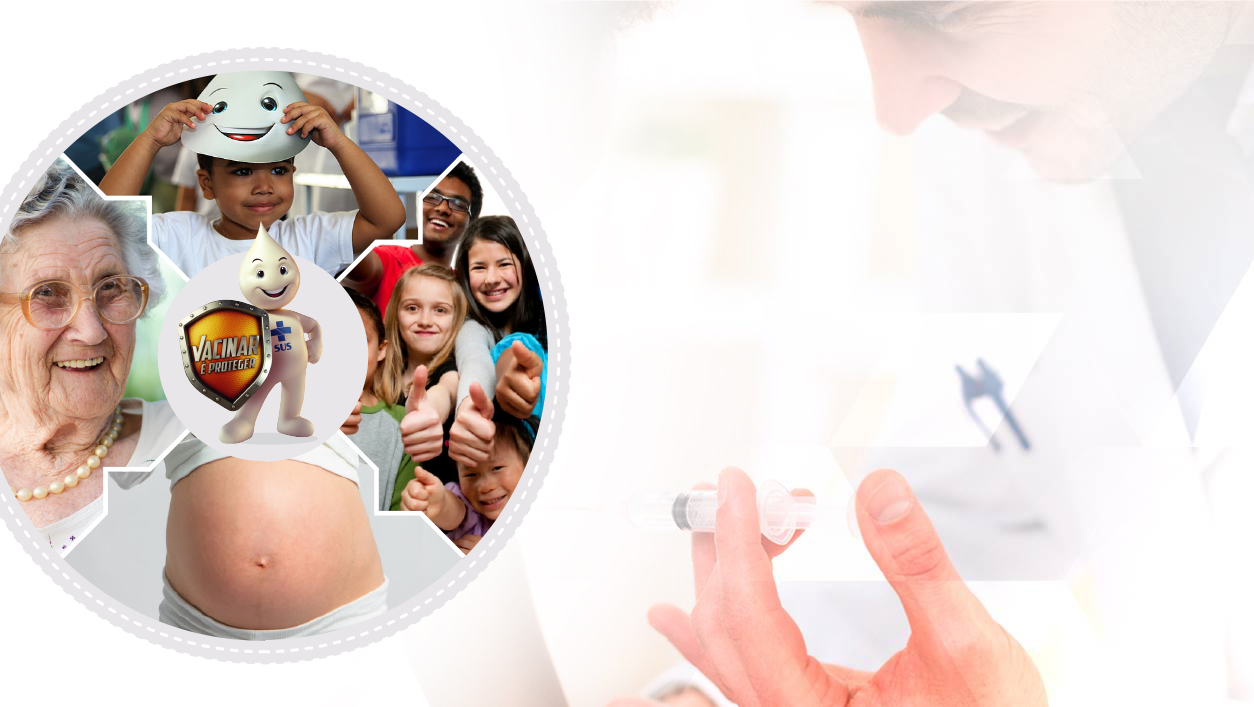 VACINAR
É PROTEGER
SUS